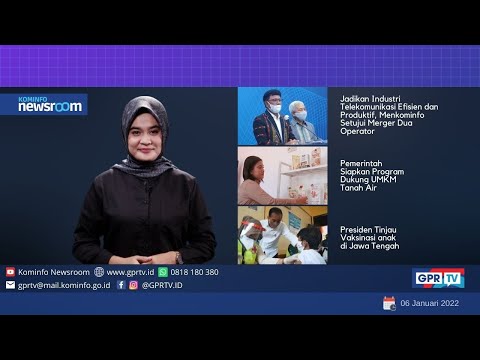 KOMINFO
newsroom
Jadikan Industri
Telekomunikasi Efisien dan
Produktif, Menkominfo
Setujui Merger Dua
Operator
Pemerintah
Siapkan Program
Dukung UMKM
Tanah Air
Presiden Tinjau
Vaksinasi anak
di Jawa Tengah
Kominfo Newsroom www.gprtv.id 0818 180 380
gprtv@mail.kominfo.go.id @GPRTV.ID
GPR TV
06 Januari 2022